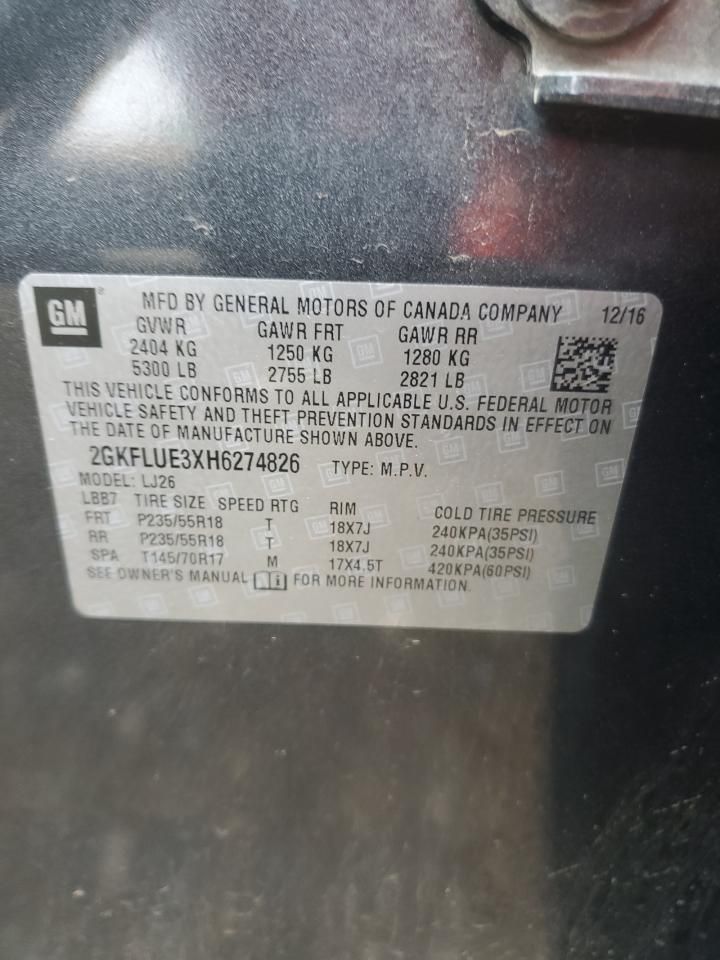 GM ® MFD BY GENERAL MOTORS OF CANADA COMPANY 12/16
GVWR GAWR FRT GAWR RR
2404 KG 1250 KG 1280 KG
5300 LB 2755 LB 2821 LB
THIS VEHICLE CONFORMS TO ALL APPLICABLE U.S. FEDERAL MOTOR
VEHICLE SAFETY AND THEFT PREVENTION STANDARDS IN EFFECT ON
THE DATE OF MANUFACTURE SHOWN ABOVE.
2GKFLUE3XH6274826 TYPE: M.P.V.
MODEL: LJ26
LBB7 TIRE SIZE SPEED RTG RIM COLD TIRE PRESSURE
FRT P235/55R18 T 18X7J 240KPA(35PSI)
RR P235/55R18 T 18X7J 240KPA(35PSI)
SPA T145/70R17 M 17X4.5T 420KPA(60PSI)
SEE OWNER'S MANUAL FOR MORE INFORMATION.